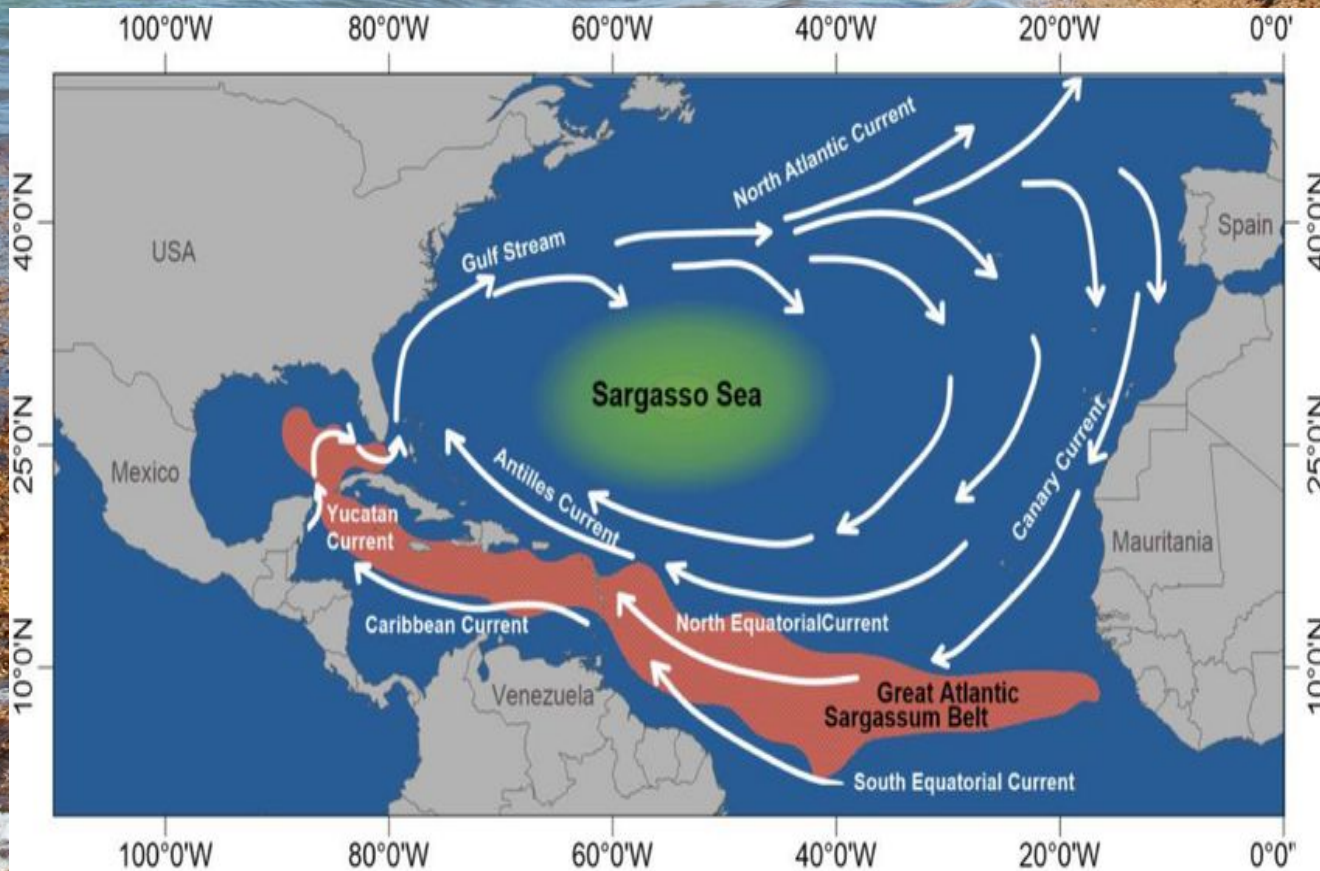 100°0'W 80°0'W 60°0'W 40°0'W 20°0'W 0°0'
North Atlantic Current
40°0'N
40°0'N
USA
Gulf Stream
Spain
Sargasso Sea
25°0'N
25°0'N
Mexico
Antilles Current
Canary Current
Yucatan
Current
Mauritania
Caribbean Current
North EquatorialCurrent
10°0'N
10°0'N
Venezuela
Great Atlantic
Sargassum Belt
South Equatorial Current
100°0'W 80°0'W 60°0'W 40°0'W 20°0'W 0°0'